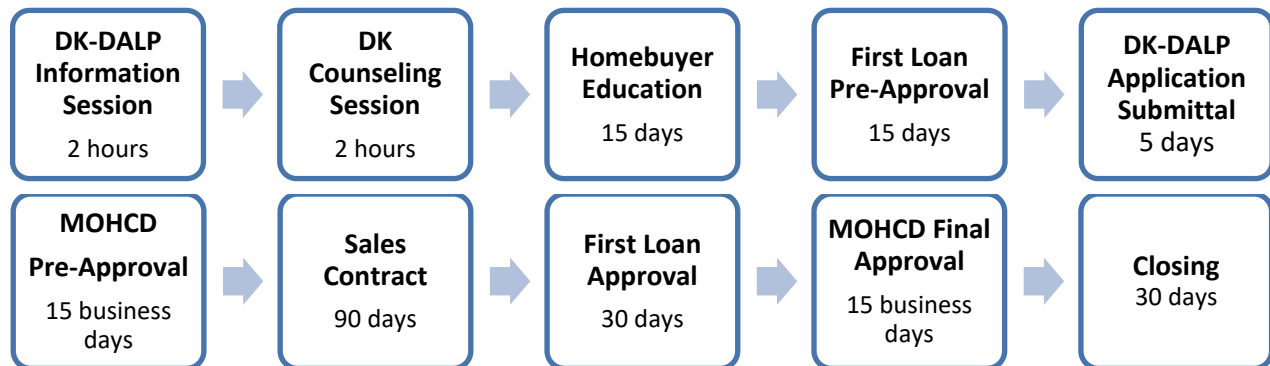 DK-DALP
Information
Session
2 hours
DK
Counseling
Session
2 hours
Homebuyer
Education
15 days
First Loan
Pre-Approval
15 days
DK-DALP
Application
Submittal
5 days
MOHCD
Pre-Approval
15 business
days
Sales
Contract
90 days
First Loan
Approval
30 days
MOHCD Final
Approval
15 business
days
Closing
30 days